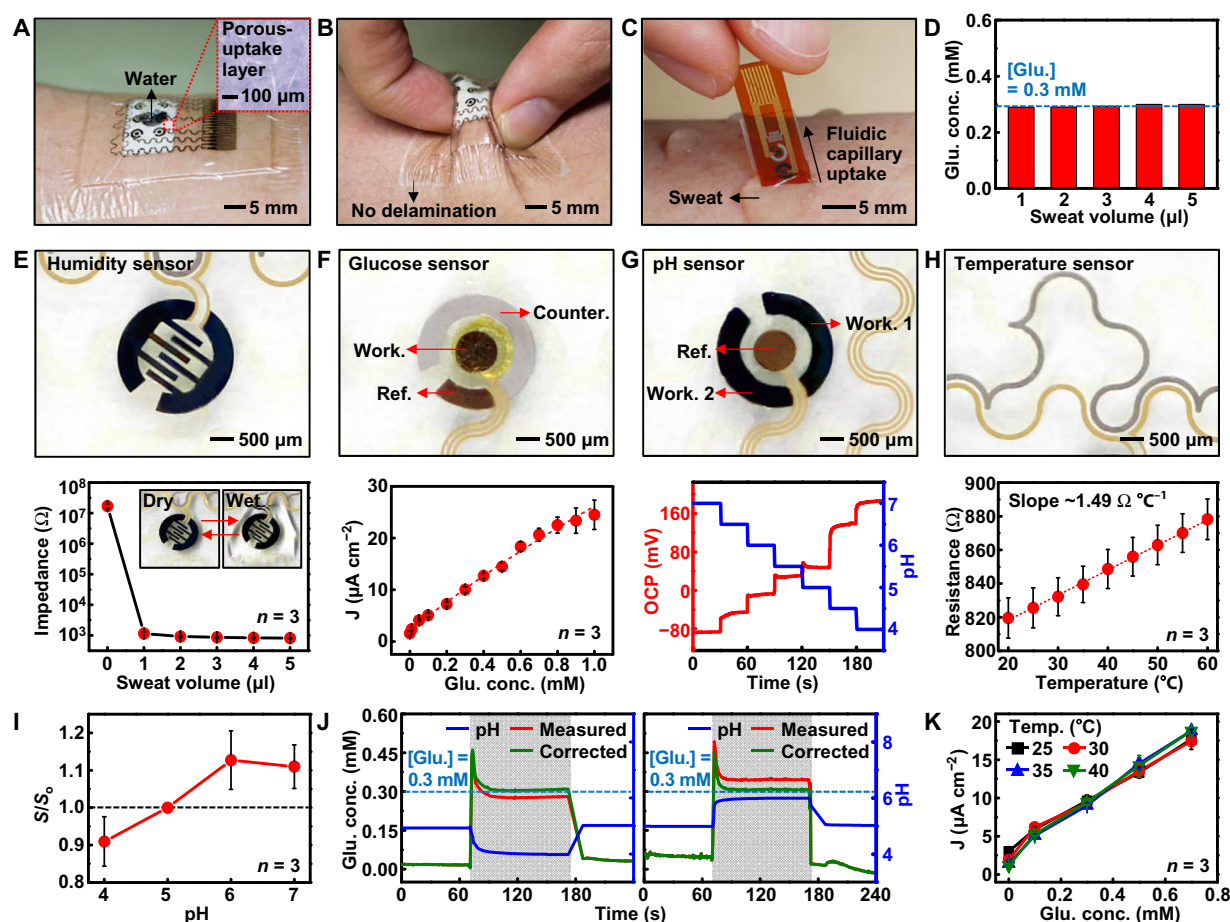 A
Porous-
uptake
layer
Water
100 µm
5 mm
B
No delamination
5 mm
C
Fluidic
capillary
uptake
Sweat
5 mm
D
Glu. conc. (mM)
0.6
0.4
0.2
0.0
[Glu.]
= 0.3 mM
1 2 3 4 5
Sweat volume (µl)
E
Humidity sensor
500 µm
F
Glucose sensor
Counter.
Work.
Ref.
500 µm
G
pH sensor
Work. 1
Ref.
Work. 2
500 µm
H
Temperature sensor
500 µm
Impedance (Ω)
10⁸
10⁷
10⁶
10⁵
10⁴
10³
Dry
Wet
n = 3
0 1 2 3 4 5
Sweat volume (µl)
J (µA cm⁻²)
30
20
10
0
n = 3
0.0 0.2 0.4 0.6 0.8 1.0
Glu. conc. (mM)
OCP (mV)
160
80
0
−80
7
6
5
4
pH
0 60 120 180
Time (s)
Resistance (Ω)
900
880
860
840
820
800
Slope ~1.49 Ω °C⁻¹
n = 3
20 30 40 50 60
Temperature (°C)
I
S/Sₒ
1.2
1.1
1.0
0.9
0.8
n = 3
4 5 6 7
pH
J
Glu. conc. (mM)
0.60
0.45
0.30
0.15
0.00
pH Measured
Corrected
[Glu.] =
0.3 mM
0 60 120 180
pH Measured
Corrected
[Glu.] =
0.3 mM
8
6
4
pH
0 60 120 180 240
Time (s)
K
J (µA cm⁻²)
20
15
10
5
0
Temp. (°C)
25 30
35 40
n = 3
0.0 0.2 0.4 0.6 0.8
Glu. conc. (mM)